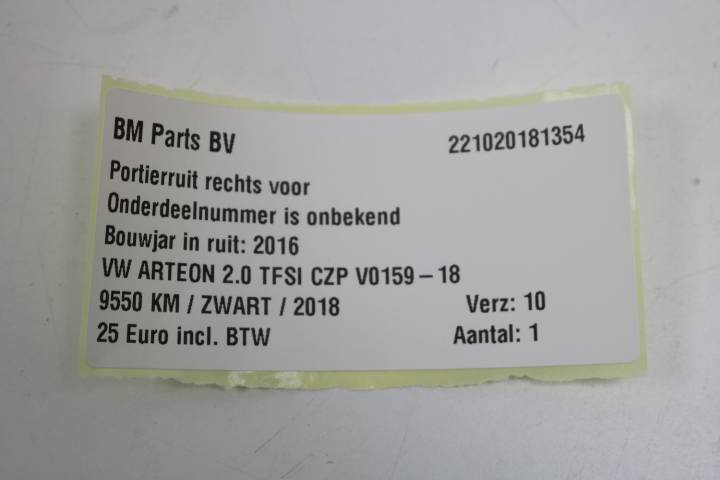 BM Parts BV 221020181354
Portierruit rechts voor
Onderdeelnummer is onbekend
Bouwjar in ruit: 2016
VW ARTEON 2.0 TFSI CZP V0159-18
9550 KM / ZWART / 2018 Verz: 10
25 Euro incl. BTW Aantal: 1